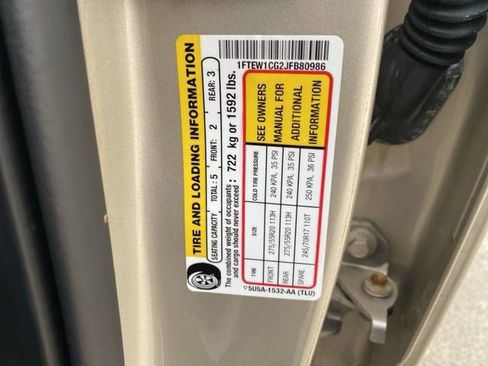 1FTEW1CG2JFB80986
TIRE AND LOADING INFORMATION
SEATING CAPACITY TOTAL: 5 FRONT: 2 REAR: 3
The combined weight of occupants
and cargo should never exceed : 722 kg or 1592 lbs.
TIRE SIZE COLD TIRE PRESSURE
FRONT 275/55R20 113H 240 KPA, 35 PSI
REAR 275/55R20 113H 240 KPA, 35 PSI
SPARE 245/70R17 110T 250 KPA, 36 PSI
SEE OWNERS
MANUAL FOR
ADDITIONAL
INFORMATION
5U5A-1532-AA (TLU)